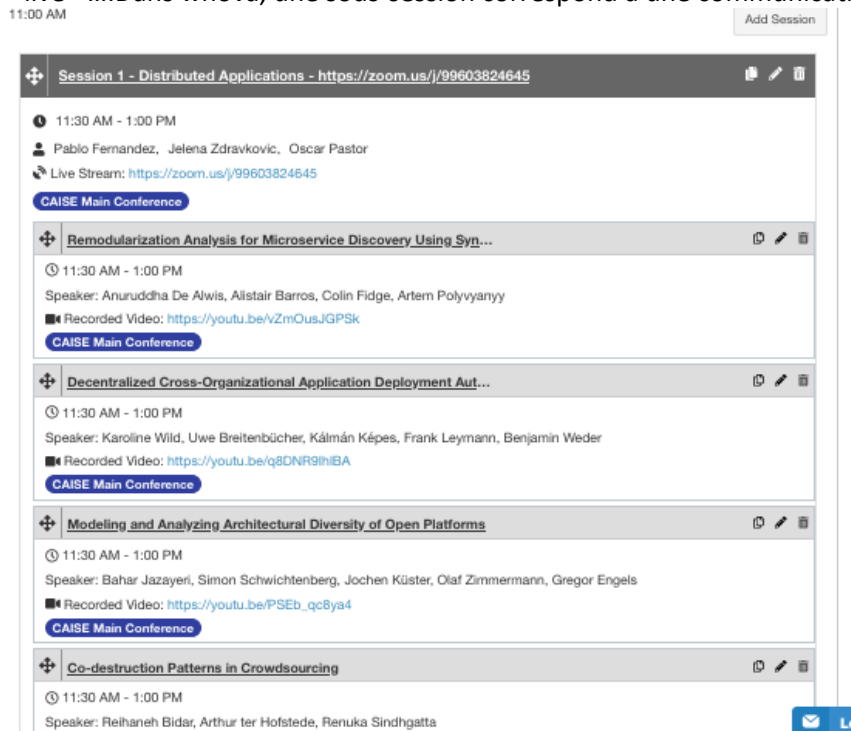 11:00 AM
Add Session
Session 1 - Distributed Applications - https://zoom.us/j/99603824645
11:30 AM - 1:00 PM
Pablo Fernandez, Jelena Zdravkovic, Oscar Pastor
Live Stream: https://zoom.us/j/99603824645
CAISE Main Conference
Remodularization Analysis for Microservice Discovery Using Syn...
11:30 AM - 1:00 PM
Speaker: Anuruddha De Alwis, Alistair Barros, Colin Fidge, Artem Polyvyanyy
Recorded Video: https://youtu.be/vZmOusJGPSk
CAISE Main Conference
Decentralized Cross-Organizational Application Deployment Aut...
11:30 AM - 1:00 PM
Speaker: Karoline Wild, Uwe Breitenbücher, Kálmán Képes, Frank Leymann, Benjamin Weder
Recorded Video: https://youtu.be/q8DNR9IhlBA
CAISE Main Conference
Modeling and Analyzing Architectural Diversity of Open Platforms
11:30 AM - 1:00 PM
Speaker: Bahar Jazayeri, Simon Schwichtenberg, Jochen Küster, Olaf Zimmermann, Gregor Engels
Recorded Video: https://youtu.be/PSEb_qc8ya4
CAISE Main Conference
Co-destruction Patterns in Crowdsourcing
11:30 AM - 1:00 PM
Speaker: Reihaneh Bidar, Arthur ter Hofstede, Renuka Sindhgatta